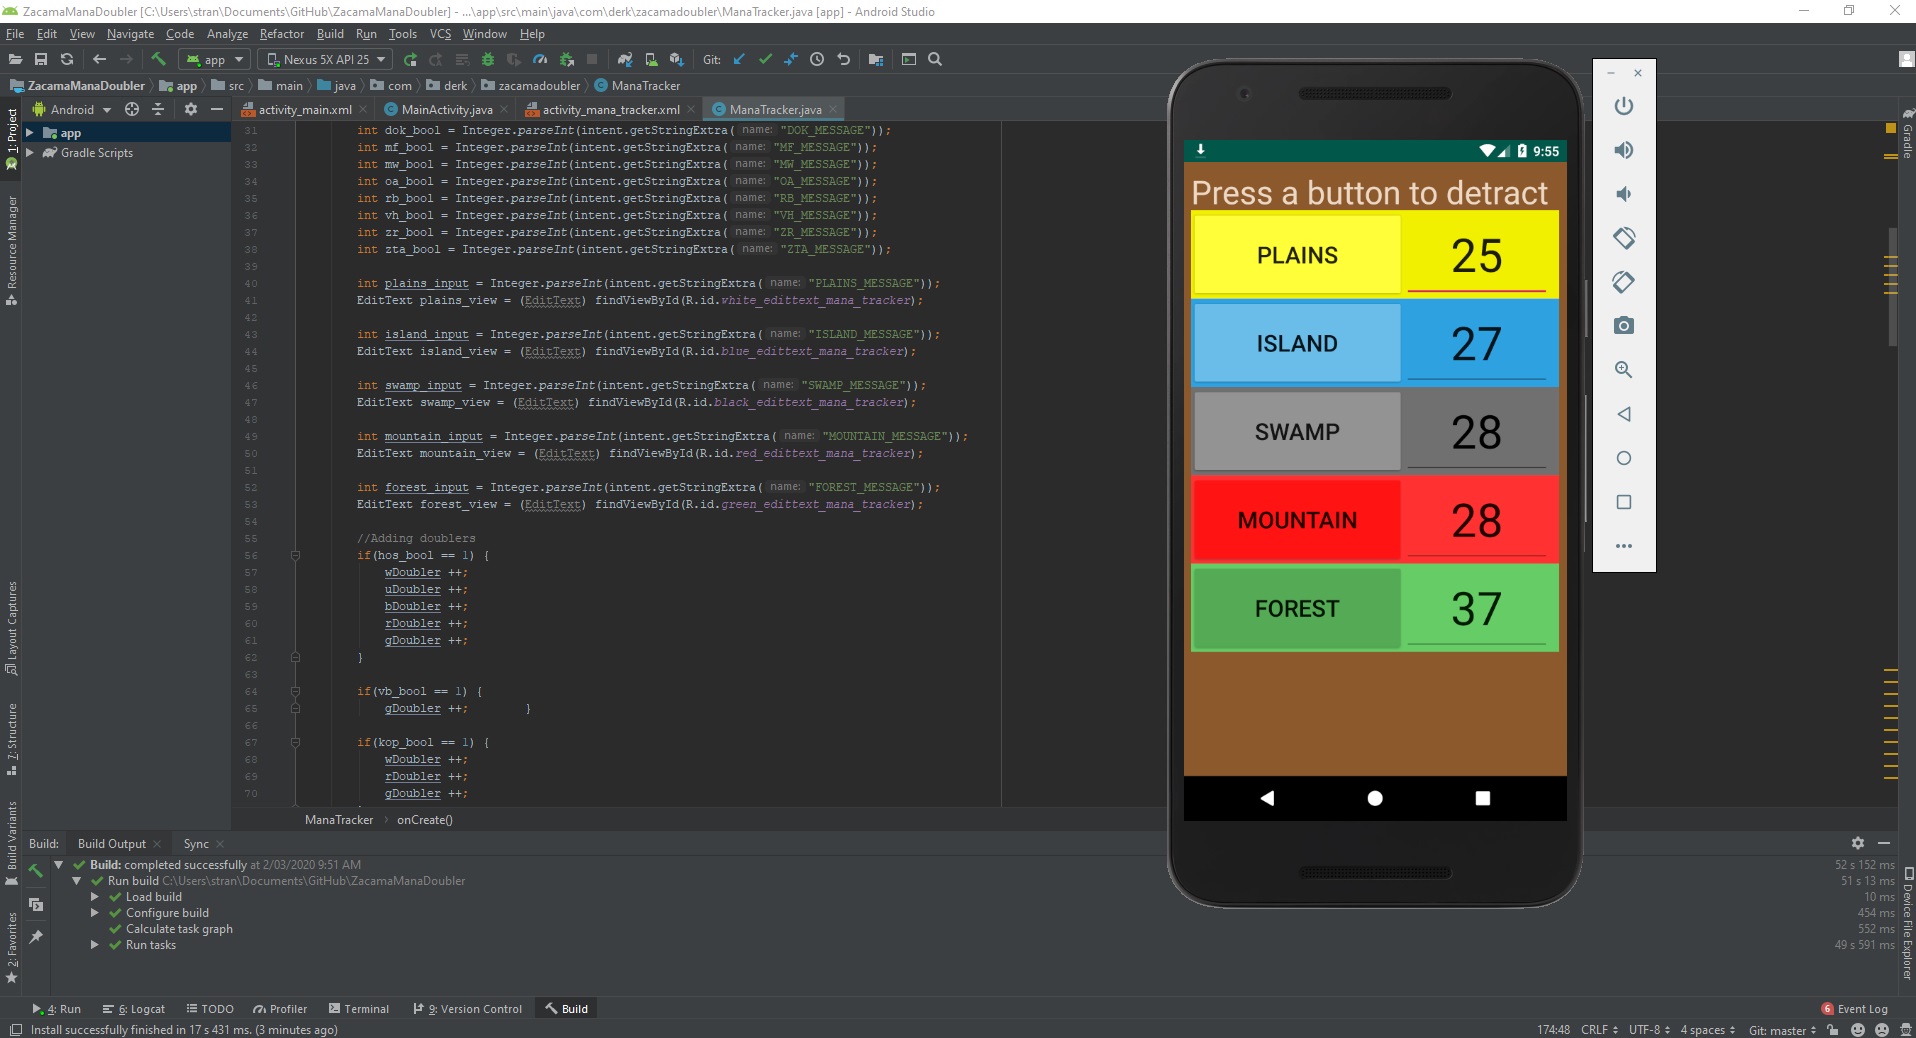 ZacamaManaDoubler [C:\Users\stran\Documents\GitHub\ZacamaManaDoubler] - ...\app\src\main\java\com\derk\zacamadoubler\ManaTracker.java [app] - Android Studio
File Edit View Navigate Code Analyze Refactor Build Run Tools VCS Window Help
app Nexus 5X API 25 Git:
ZacamaManaDoubler app src main java com derk zacamadoubler ManaTracker
Android activity_main.xml MainActivity.java activity_mana_tracker.xml ManaTracker.java
app
Gradle Scripts
1: Project
Resource Manager
Layout Captures
7: Structure
Build Variants
2: Favorites
31 int dok_bool = Integer.parseInt(intent.getStringExtra( name: "DOK_MESSAGE"));
32 int mf_bool = Integer.parseInt(intent.getStringExtra( name: "MF_MESSAGE"));
33 int mw_bool = Integer.parseInt(intent.getStringExtra( name: "MW_MESSAGE"));
34 int oa_bool = Integer.parseInt(intent.getStringExtra( name: "OA_MESSAGE"));
35 int rb_bool = Integer.parseInt(intent.getStringExtra( name: "RB_MESSAGE"));
36 int vh_bool = Integer.parseInt(intent.getStringExtra( name: "VH_MESSAGE"));
37 int zr_bool = Integer.parseInt(intent.getStringExtra( name: "ZR_MESSAGE"));
38 int zta_bool = Integer.parseInt(intent.getStringExtra( name: "ZTA_MESSAGE"));
39
40 int plains_input = Integer.parseInt(intent.getStringExtra( name: "PLAINS_MESSAGE"));
41 EditText plains_view = (EditText) findViewById(R.id.white_edittext_mana_tracker);
42
43 int island_input = Integer.parseInt(intent.getStringExtra( name: "ISLAND_MESSAGE"));
44 EditText island_view = (EditText) findViewById(R.id.blue_edittext_mana_tracker);
45
46 int swamp_input = Integer.parseInt(intent.getStringExtra( name: "SWAMP_MESSAGE"));
47 EditText swamp_view = (EditText) findViewById(R.id.black_edittext_mana_tracker);
48
49 int mountain_input = Integer.parseInt(intent.getStringExtra( name: "MOUNTAIN_MESSAGE"));
50 EditText mountain_view = (EditText) findViewById(R.id.red_edittext_mana_tracker);
51
52 int forest_input = Integer.parseInt(intent.getStringExtra( name: "FOREST_MESSAGE"));
53 EditText forest_view = (EditText) findViewById(R.id.green_edittext_mana_tracker);
54
55 //Adding doublers
56 if(hos_bool == 1) {
57 wDoubler ++;
58 uDoubler ++;
59 bDoubler ++;
60 rDoubler ++;
61 gDoubler ++;
62 }
63
64 if(vb_bool == 1) {
65 gDoubler ++; }
66
67 if(kop_bool == 1) {
68 wDoubler ++;
69 rDoubler ++;
70 gDoubler ++;
ManaTracker onCreate()
9:55
Press a button to detract
PLAINS 25
ISLAND 27
SWAMP 28
MOUNTAIN 28
FOREST 37
Gradle
Device File Explorer
Build: Build Output Sync
Build: completed successfully at 2/03/2020 9:51 AM 52 s 152 ms
Run build C:\Users\stran\Documents\GitHub\ZacamaManaDoubler 51 s 13 ms
Load build 10 ms
Configure build 454 ms
Calculate task graph 552 ms
Run tasks 49 s 591 ms
4: Run 6: Logcat TODO Profiler Terminal 9: Version Control Build 6 Event Log
Install successfully finished in 17 s 431 ms. (3 minutes ago) 174:48 CRLF UTF-8 4 spaces Git: master